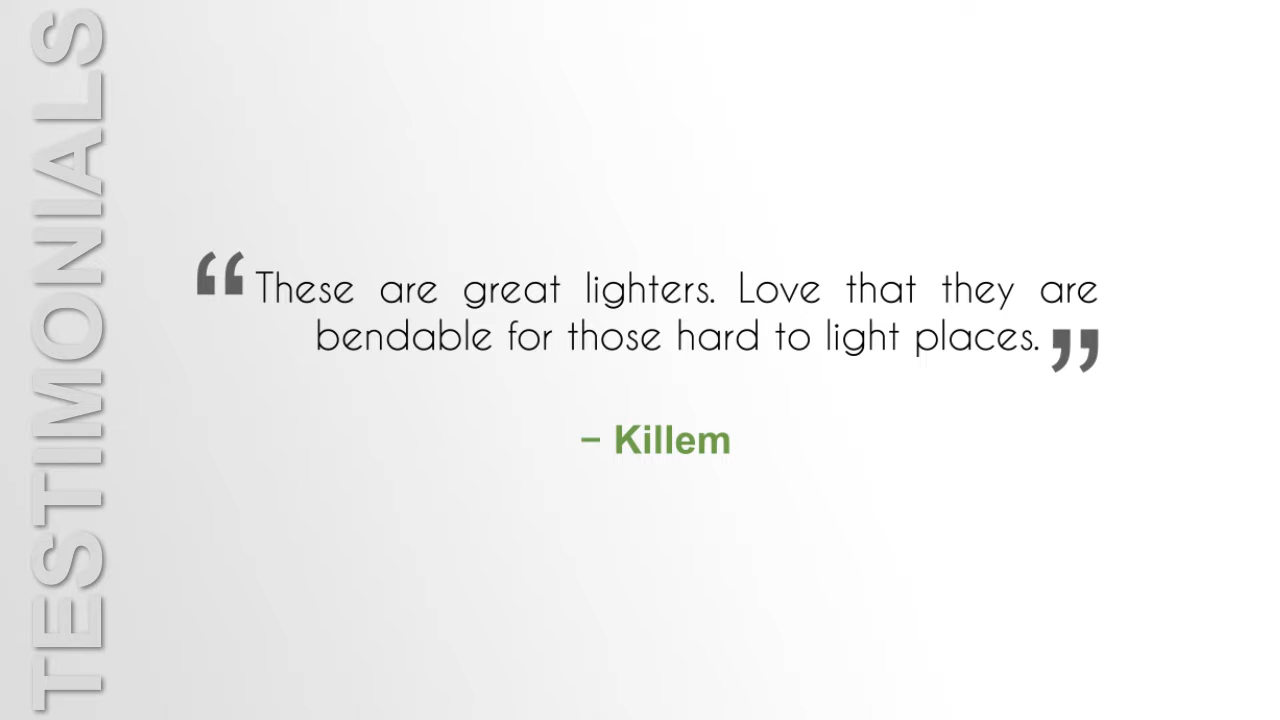 TESTIMONIALS
“These are great lighters. Love that they are
bendable for those hard to light places.”
– Killem